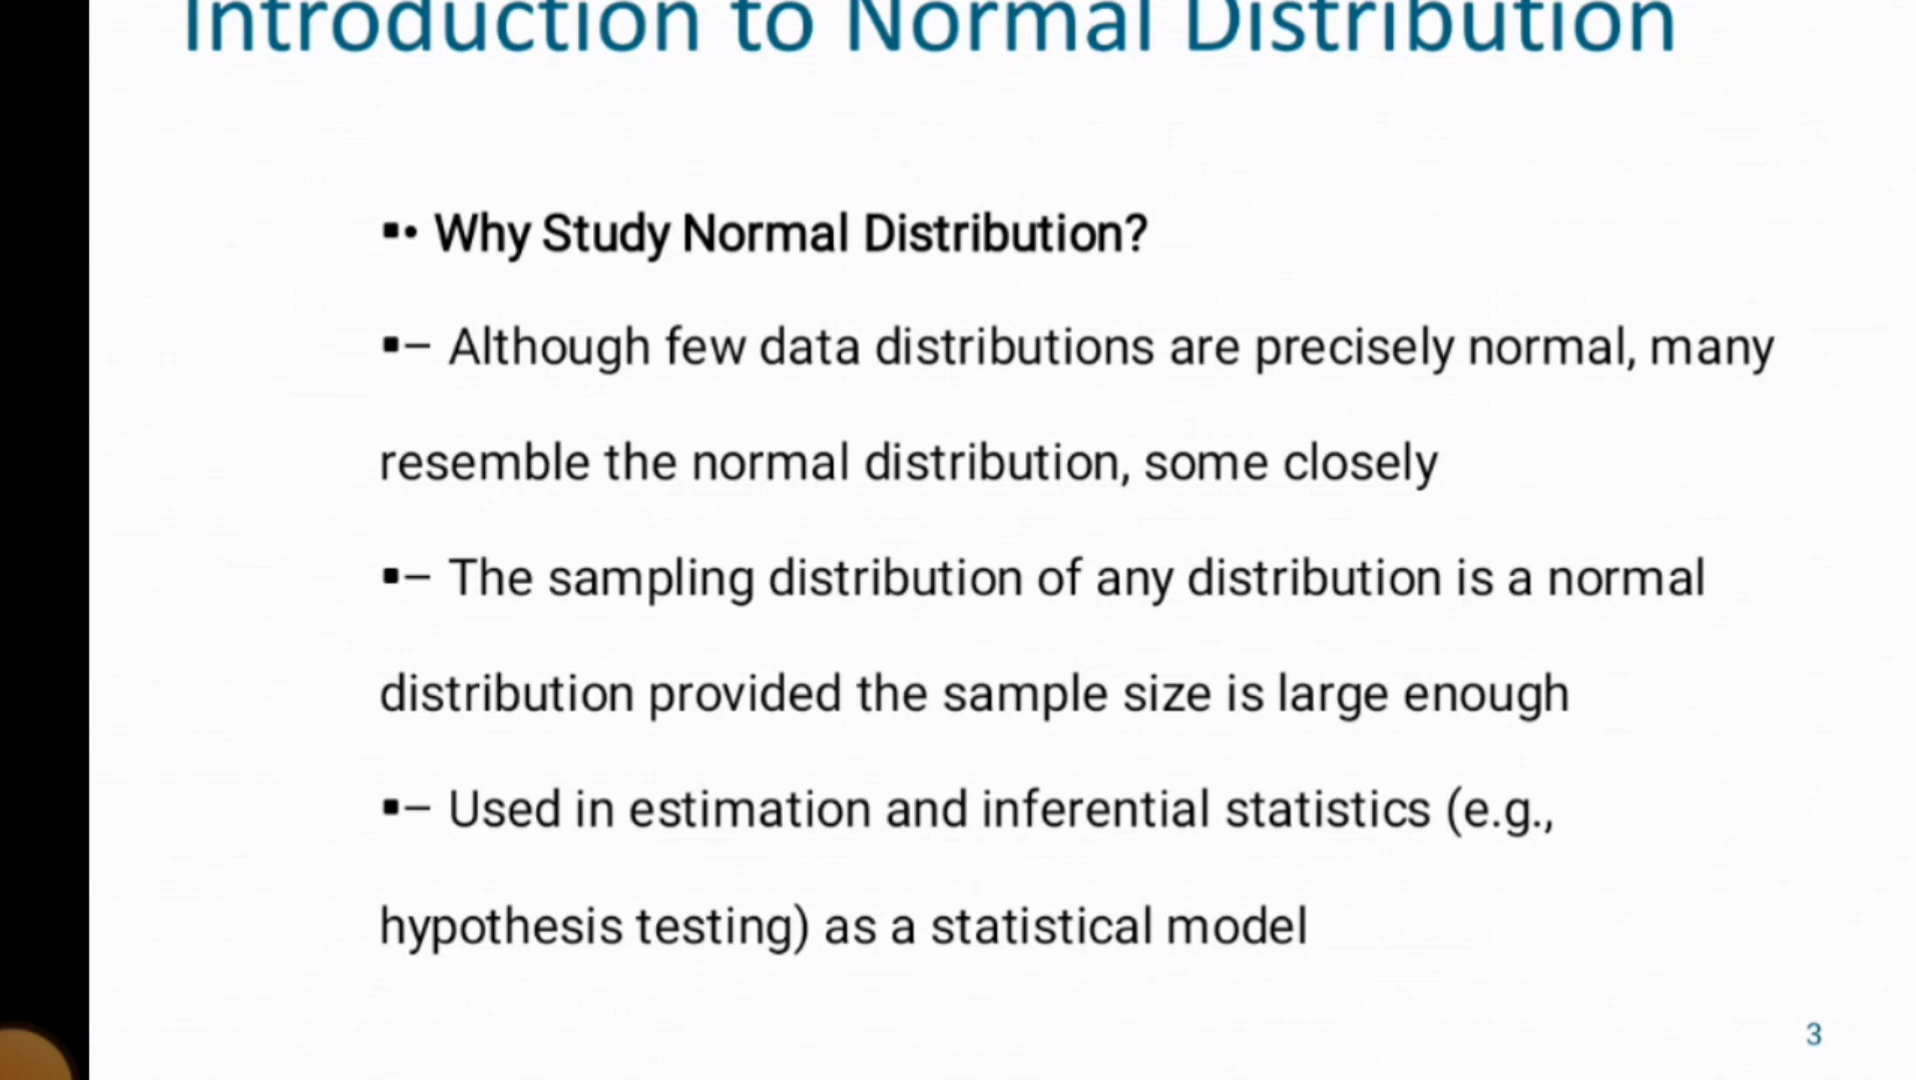 Introduction to Normal Distribution
▪• Why Study Normal Distribution?
▪– Although few data distributions are precisely normal, many
resemble the normal distribution, some closely
▪– The sampling distribution of any distribution is a normal
distribution provided the sample size is large enough
▪– Used in estimation and inferential statistics (e.g.,
hypothesis testing) as a statistical model
3